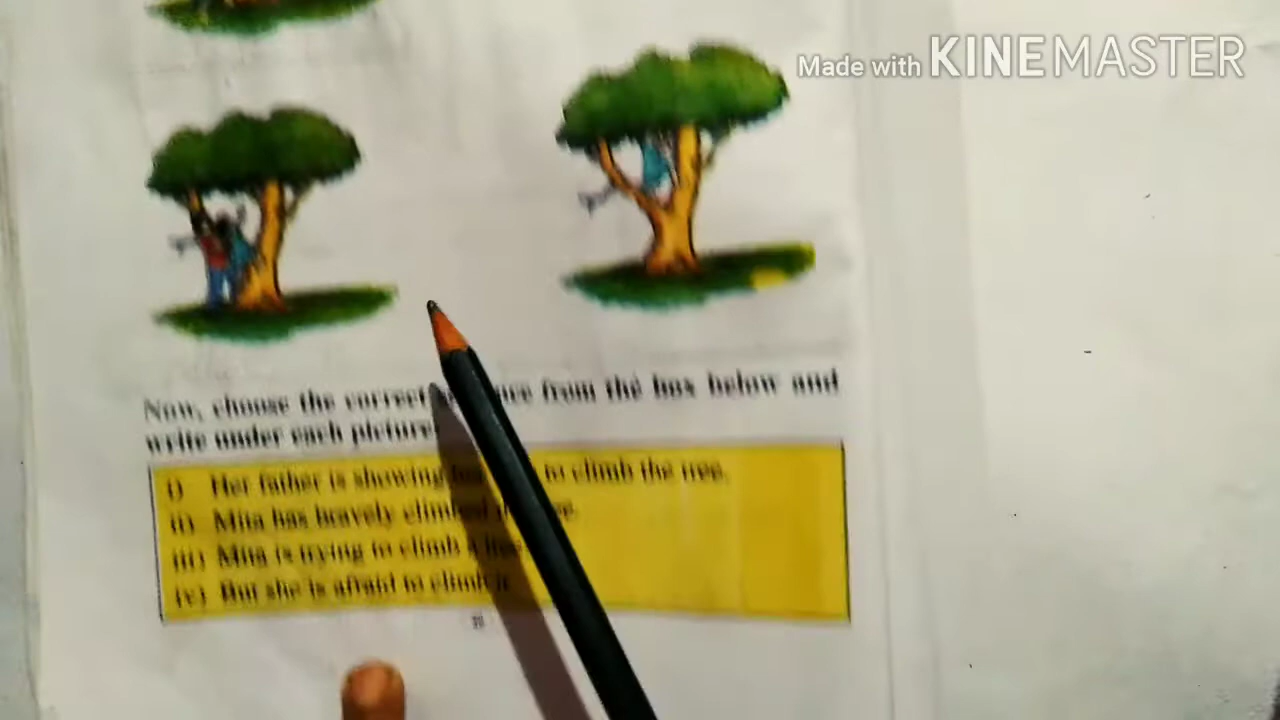 Made with KINEMASTER
Now, choose the correct from the box below and
write under each picture.
i) Her father is showing to climb the tree.
ii) Mita has bravely climbed
iii) Mita is trying to climb a tree.
iv) But she is afraid to climb it.